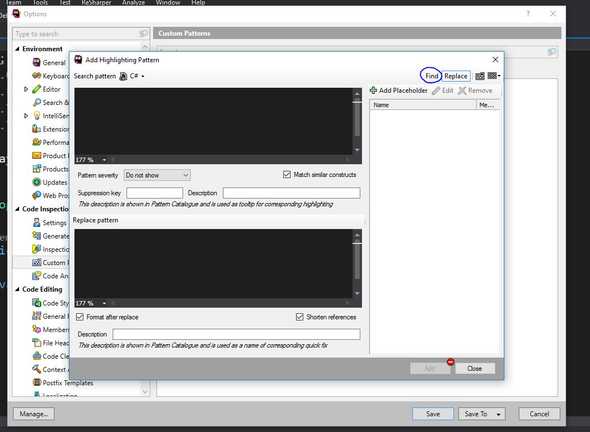 Team Tools Test ReSharper Analyze Window Help
Options
Type to search
Custom Patterns
Environment
General
Keyboar
Editor
Search &
IntelliSen
Extension
Performa
Product
Products
Updates
Web Pro
Code Inspectio
Settings
Generate
Inspectio
Custom P
Code An
Code Editing
Code Sty
General
Member
File Head
Code Cle
Context A
Postfix Templates
Add Highlighting Pattern
Search pattern C#
Find Replace
Add Placeholder Edit Remove
Name Me...
177 %
Pattern severity Do not show Match similar constructs
Suppression key Description
This description is shown in Pattern Catalogue and is used as tooltip for corresponding highlighting
Replace pattern
177 %
Format after replace Shorten references
Description
This description is shown in Pattern Catalogue and is used as a name of corresponding quick fix
Add Close
Manage... Save Save To Cancel